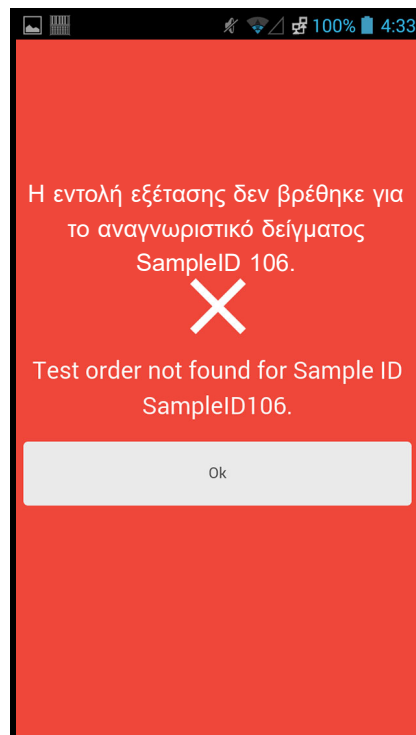 100% 4:33
Η εντολή εξέτασης δεν βρέθηκε για
το αναγνωριστικό δείγματος
SampleID 106.
Test order not found for Sample ID
SampleID106.
Ok